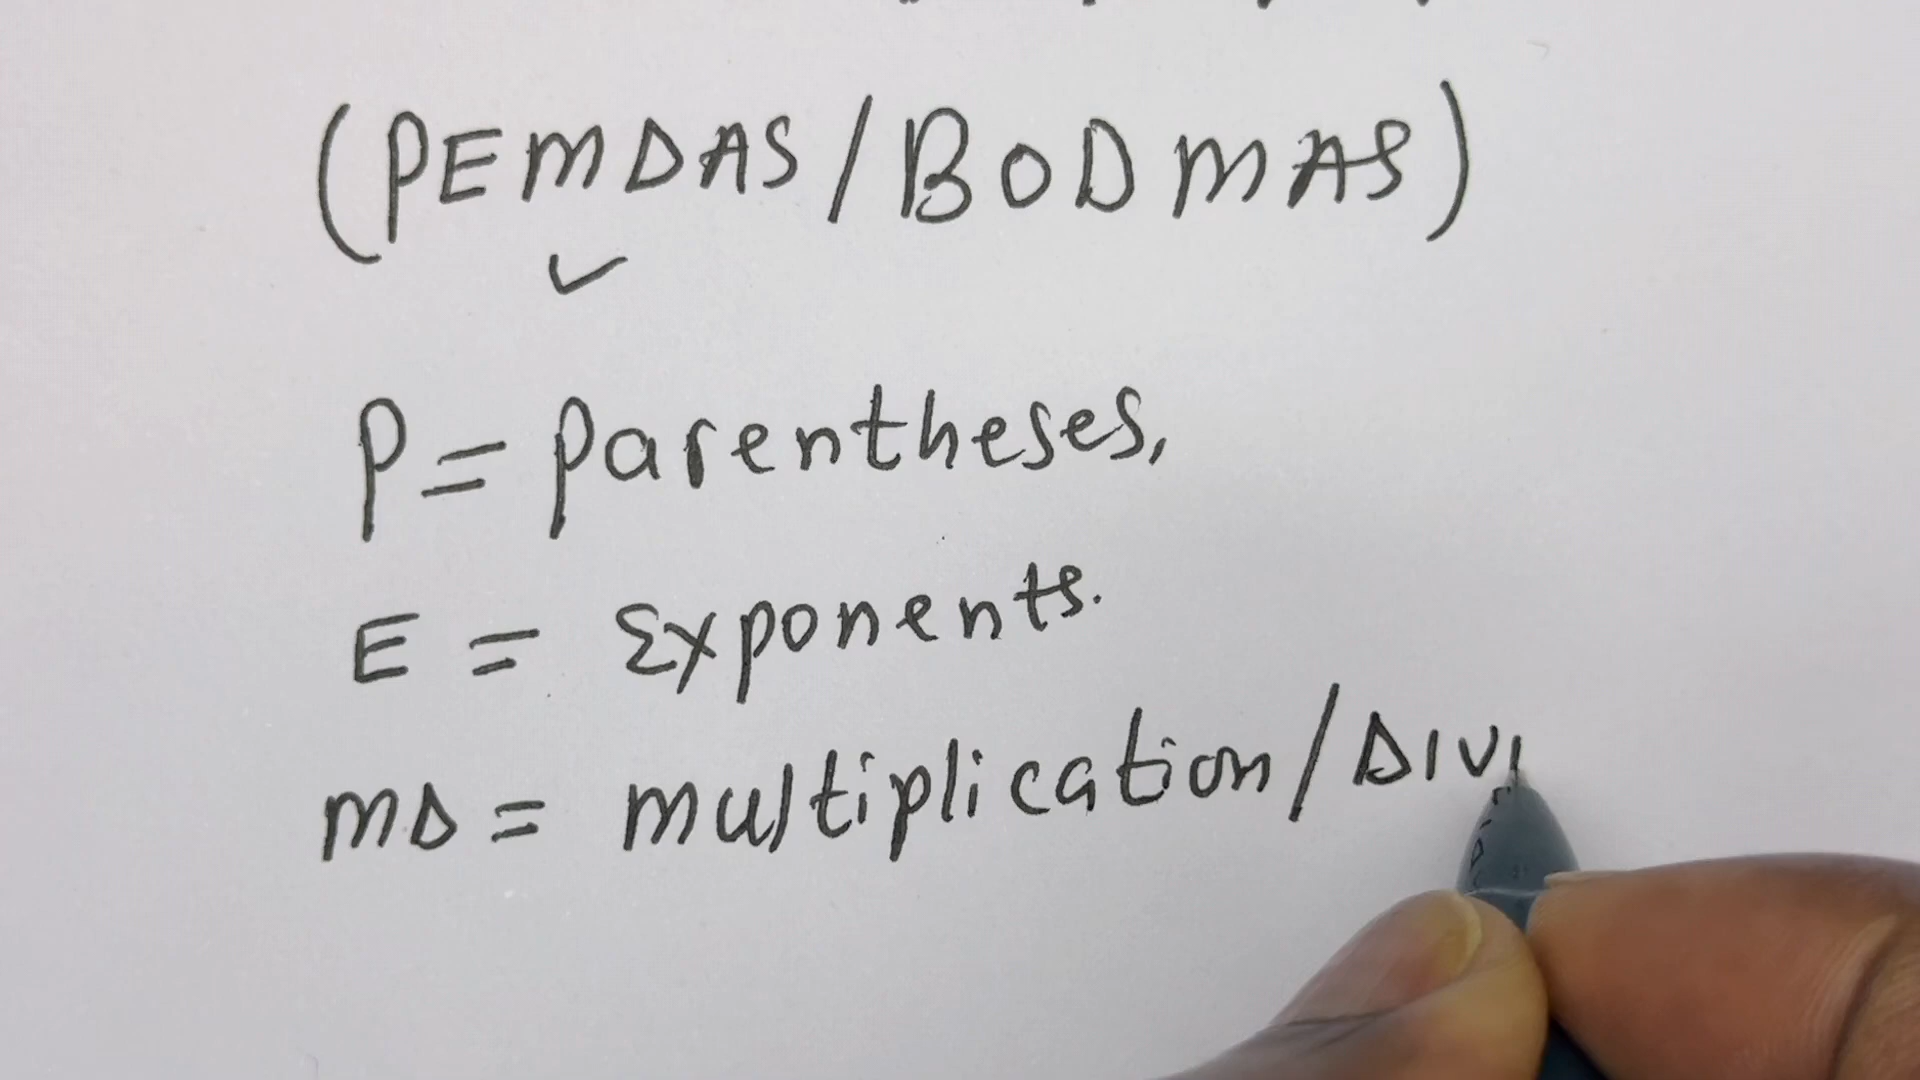 (PEMDAS/BODMAS)
P = Parentheses,
E = Exponents.
MD = multiplication/DIVI